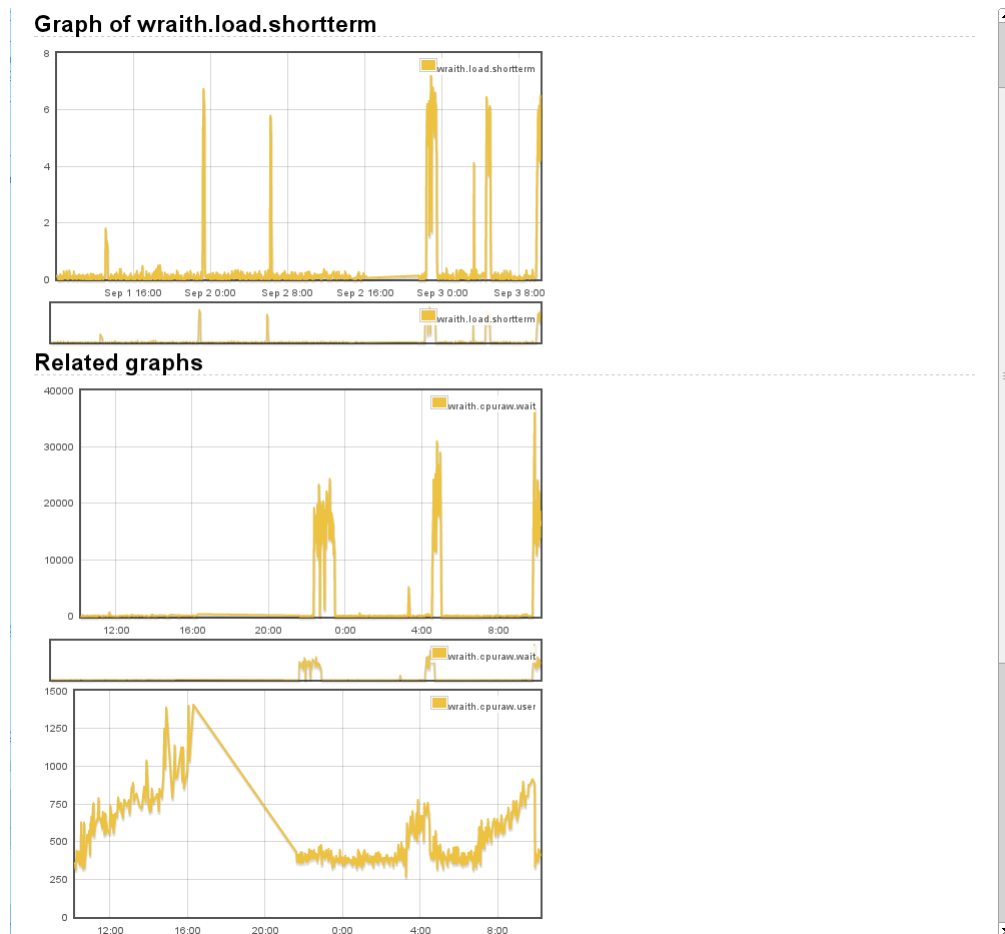 Graph of wraith.load.shortterm
8
wraith.load.shortterm
6
4
2
0
Sep 1 16:00 Sep 2 0:00 Sep 2 8:00 Sep 2 16:00 Sep 3 0:00 Sep 3 8:00
wraith.load.shortterm
Related graphs
40000
wraith.cpuraw.wait
30000
20000
10000
0
12:00 16:00 20:00 0:00 4:00 8:00
wraith.cpuraw.wait
1500
wraith.cpuraw.user
1250
1000
750
500
250
0
12:00 16:00 20:00 0:00 4:00 8:00